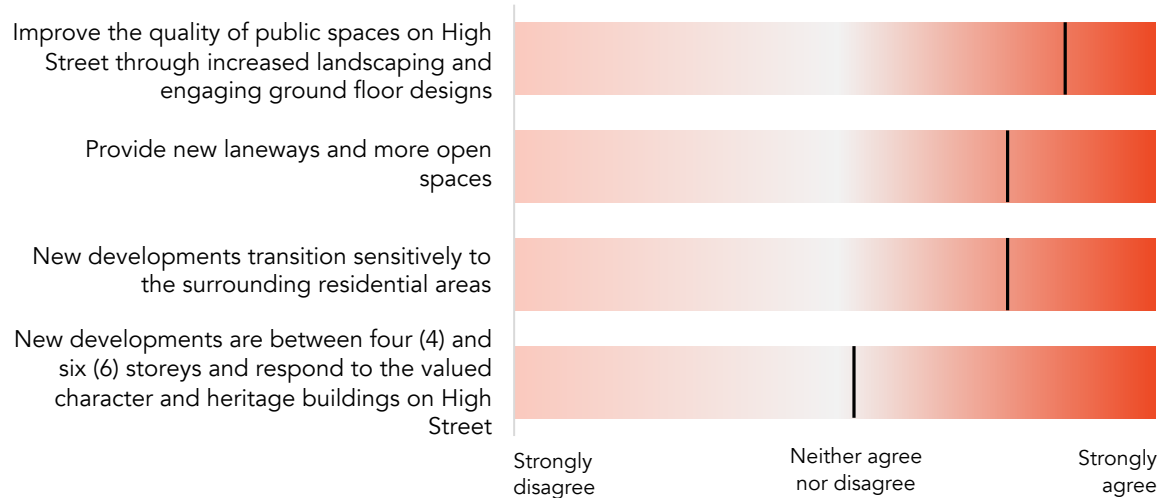 Improve the quality of public spaces on High
Street through increased landscaping and
engaging ground floor designs
Provide new laneways and more open
spaces
New developments transition sensitively to
the surrounding residential areas
New developments are between four (4) and
six (6) storeys and respond to the valued
character and heritage buildings on High
Street
Strongly
disagree
Neither agree
nor disagree
Strongly
agree